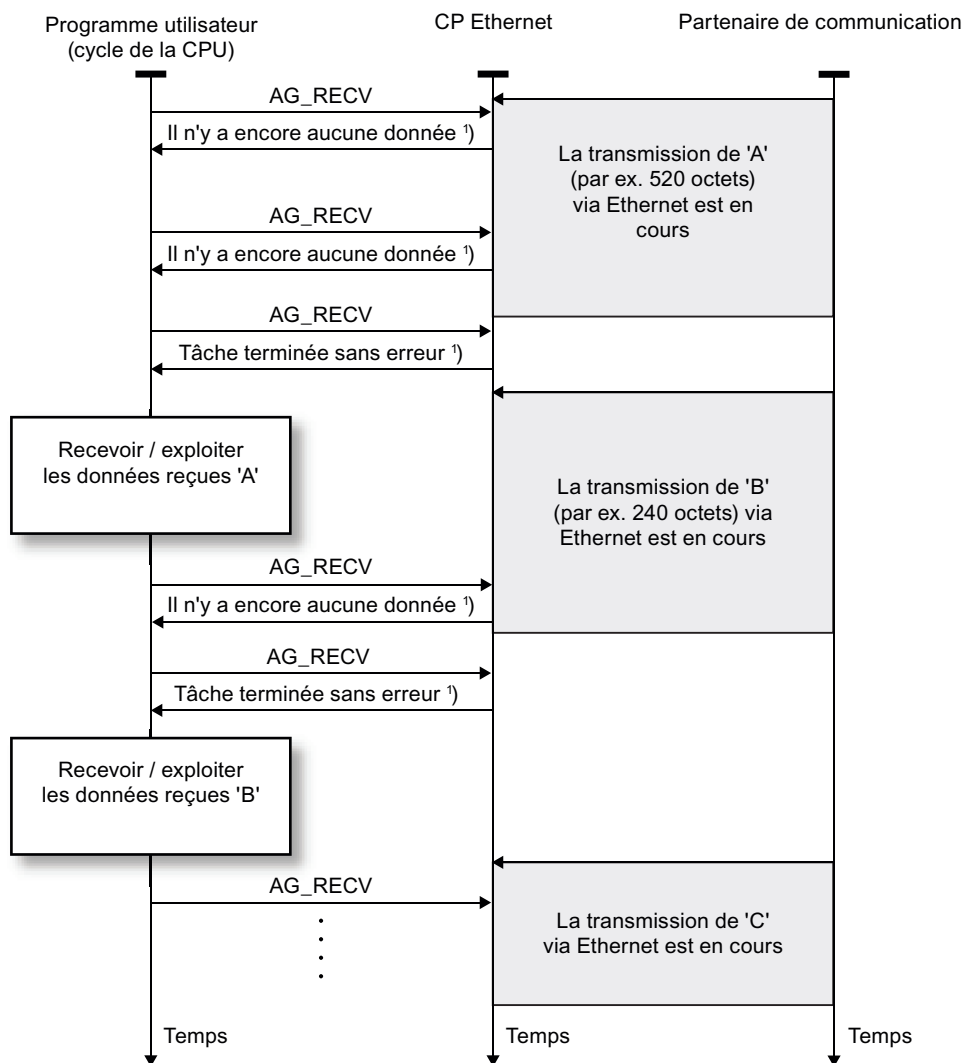 Programme utilisateur
(cycle de la CPU)
CP Ethernet
Partenaire de communication
AG_RECV
Il n'y a encore aucune donnée ¹)
La transmission de 'A'
(par ex. 520 octets)
via Ethernet est en
cours
AG_RECV
Il n'y a encore aucune donnée ¹)
AG_RECV
Tâche terminée sans erreur ¹)
Recevoir / exploiter
les données reçues 'A'
La transmission de 'B'
(par ex. 240 octets) via
Ethernet est en cours
AG_RECV
Il n'y a encore aucune donnée ¹)
AG_RECV
Tâche terminée sans erreur ¹)
Recevoir / exploiter
les données reçues 'B'
AG_RECV
La transmission de 'C'
via Ethernet est en cours
Temps
Temps
Temps